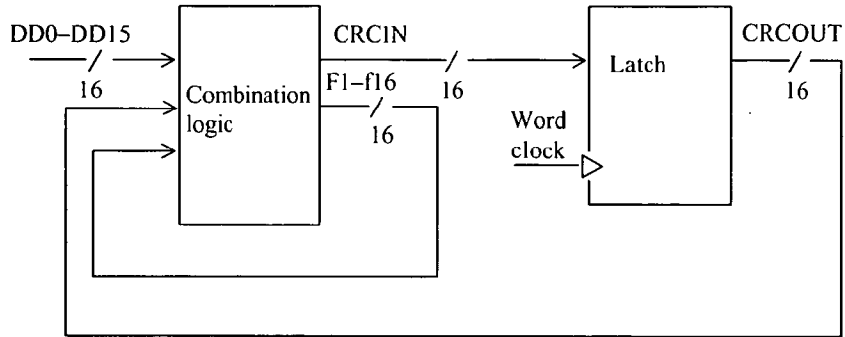 DD0–DD15
16
Combination
logic
CRCIN
16
F1–f16
16
Word
clock
Latch
CRCOUT
16